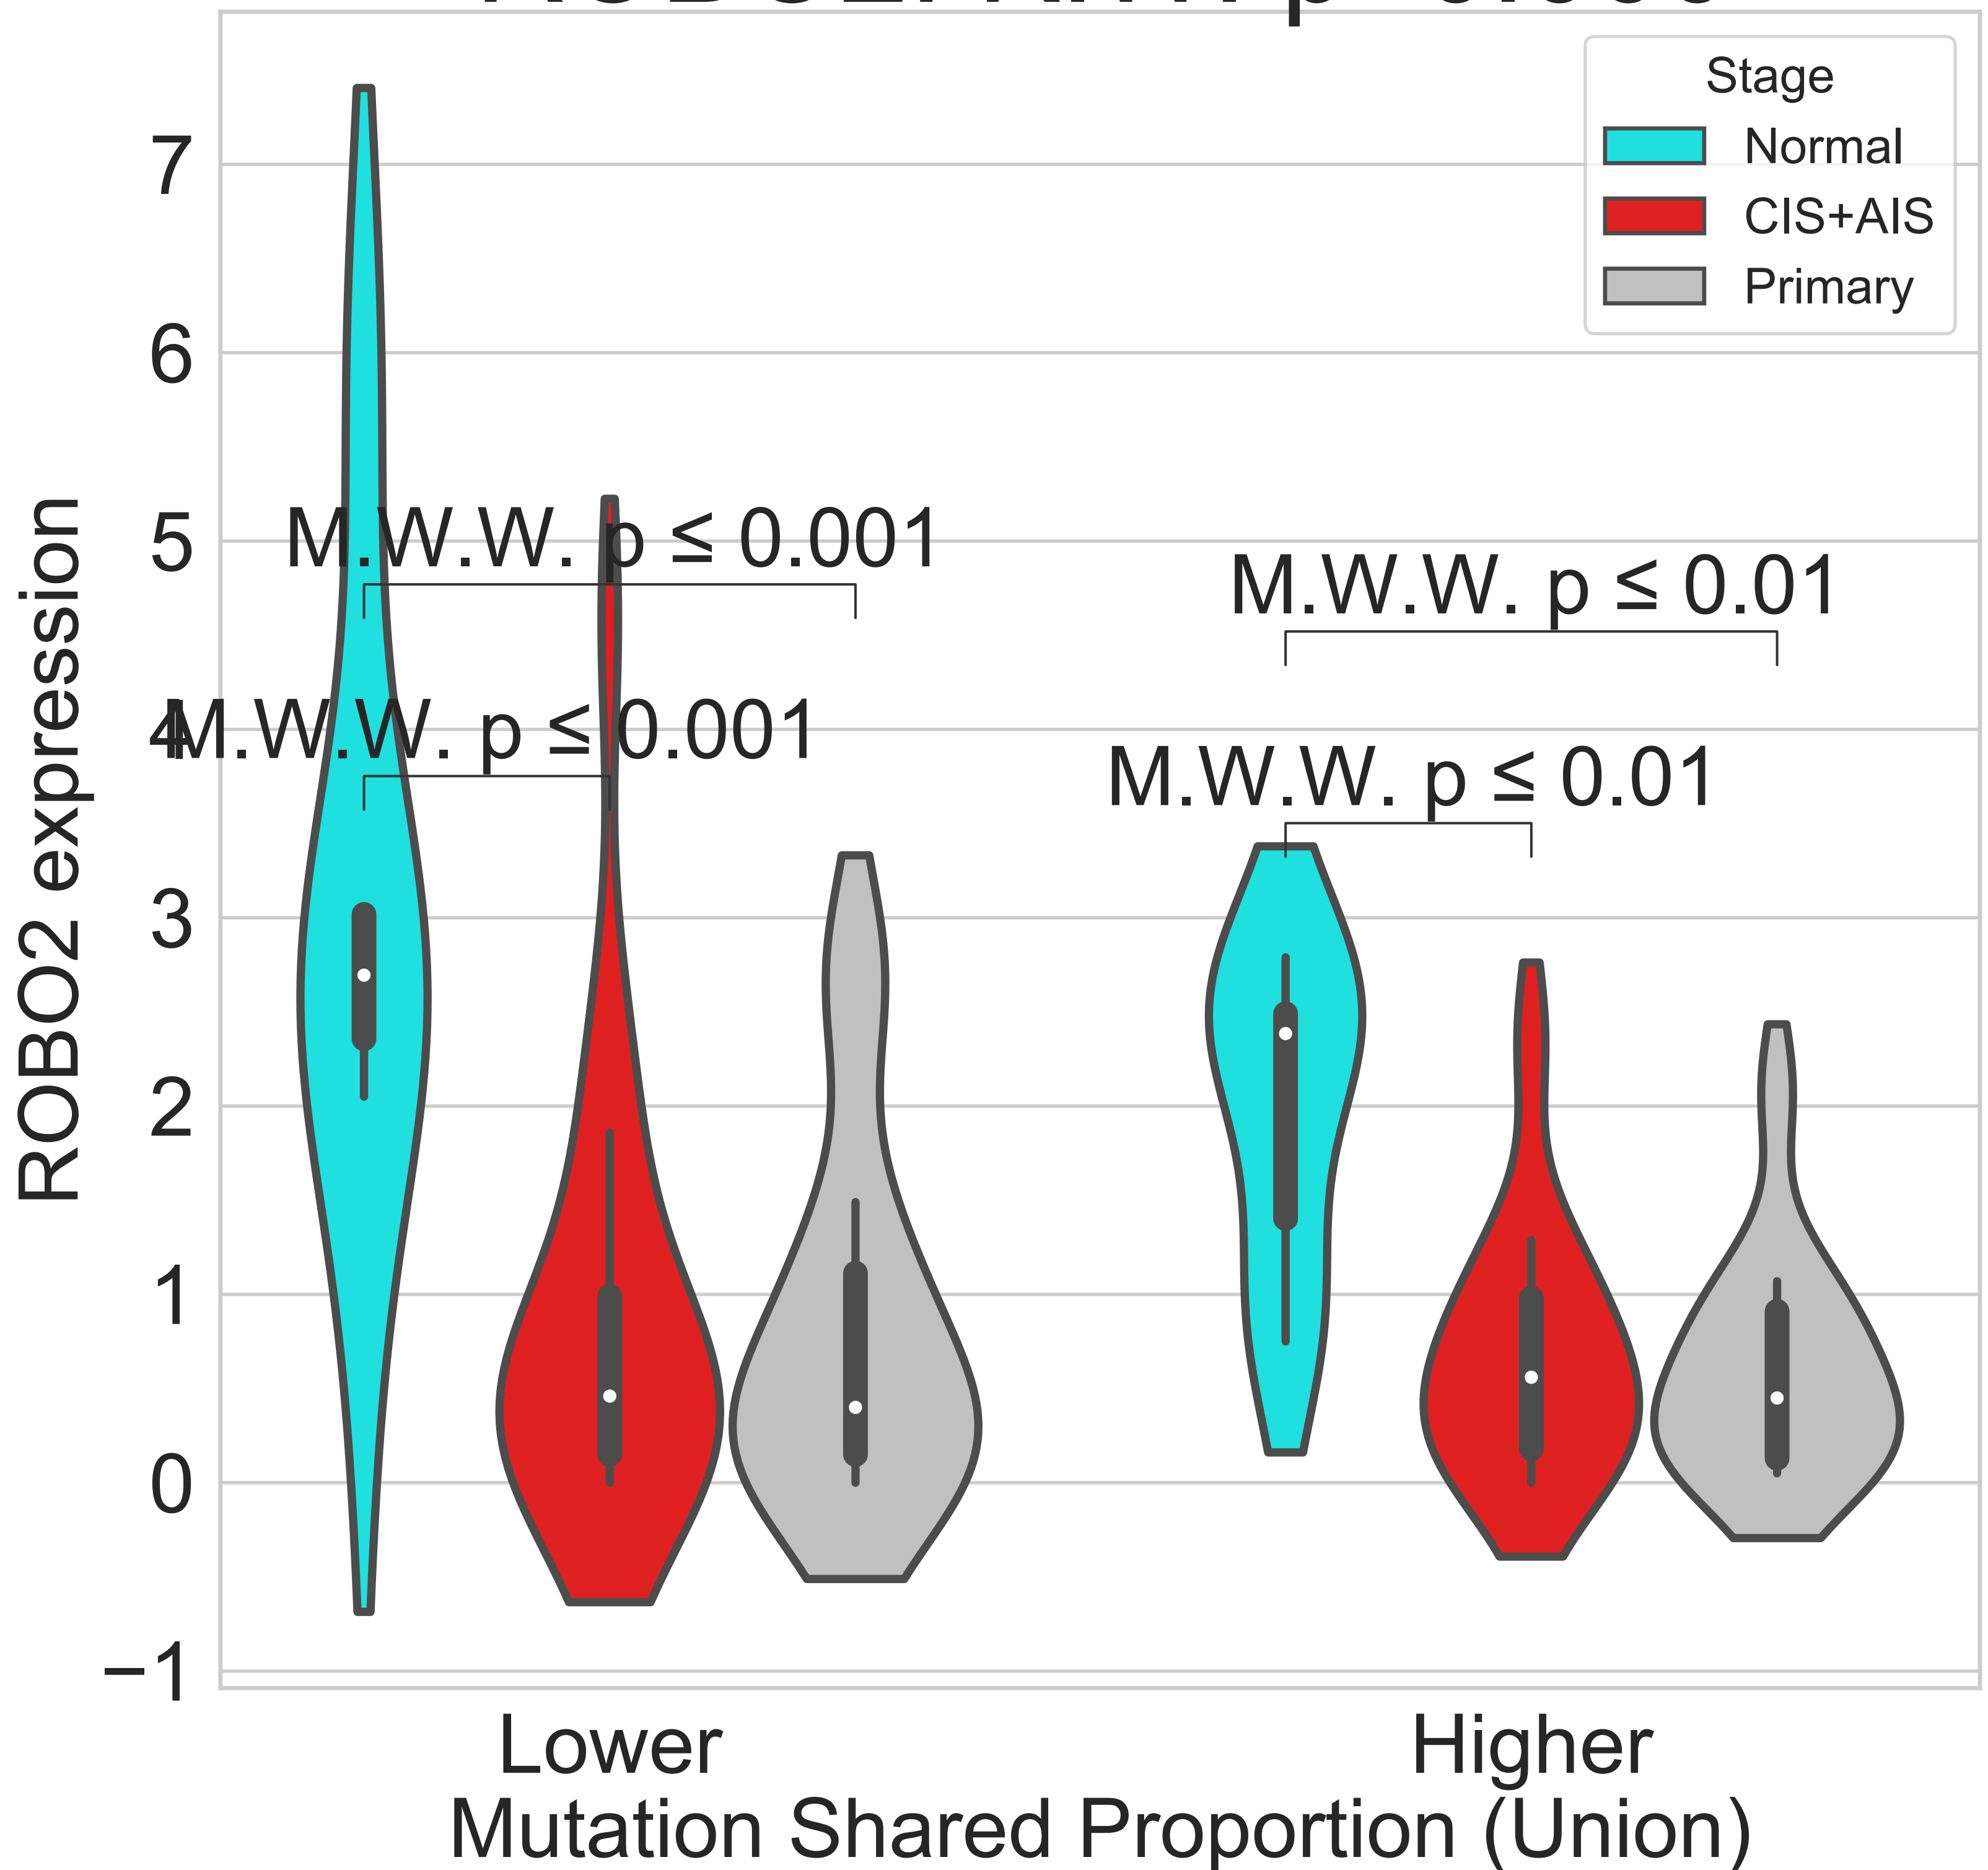 Stage
Normal
CIS+AIS
Primary
7
6
5
4
3
2
1
0
−1
ROBO2 expression
M.W.W. p ≤ 0.001
M.W.W. p ≤ 0.01
M.W.W. p ≤ 0.001
M.W.W. p ≤ 0.01
Lower
Higher
Mutation Shared Proportion (Union)